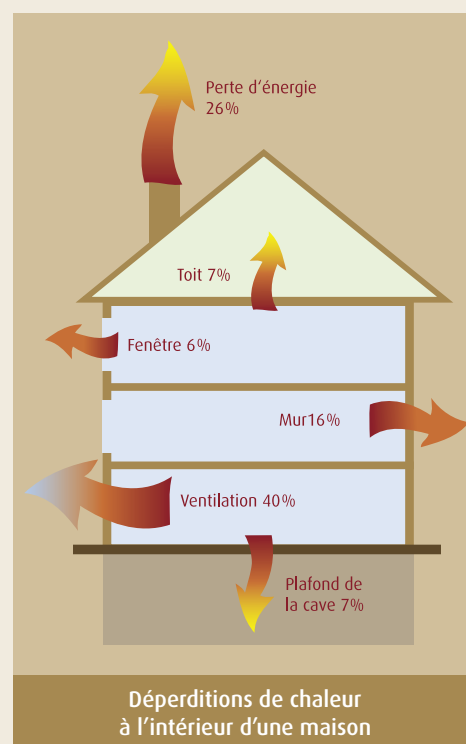 Perte d‘énergie
26%
Toit 7%
Fenêtre 6%
Mur16%
Ventilation 40%
Plafond de
la cave 7%
Déperditions de chaleur
à l’intérieur d’une maison